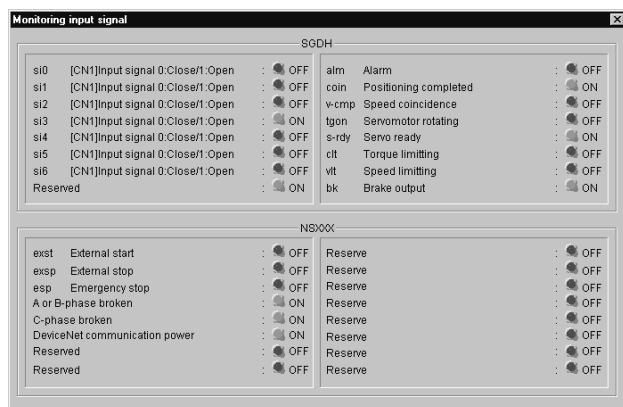 Monitoring input signal
SGDH
si0 [CN1]Input signal 0:Close/1:Open : OFF
si1 [CN1]Input signal 0:Close/1:Open : OFF
si2 [CN1]Input signal 0:Close/1:Open : OFF
si3 [CN1]Input signal 0:Close/1:Open : ON
si4 [CN1]Input signal 0:Close/1:Open : OFF
si5 [CN1]Input signal 0:Close/1:Open : OFF
si6 [CN1]Input signal 0:Close/1:Open : OFF
Reserved : ON
alm Alarm : OFF
coin Positioning completed : ON
v-cmp Speed coincidence : OFF
tgon Servomotor rotating : OFF
s-rdy Servo ready : ON
clt Torque limitting : OFF
vlt Speed limitting : OFF
bk Brake output : ON
NSXXX
exst External start : OFF
exsp External stop : OFF
esp Emergency stop : OFF
A or B-phase broken : ON
C-phase broken : ON
DeviceNet communication power : ON
Reserved : OFF
Reserved : OFF
Reserve : OFF
Reserve : OFF
Reserve : OFF
Reserve : OFF
Reserve : OFF
Reserve : OFF
Reserve : OFF
Reserve : OFF